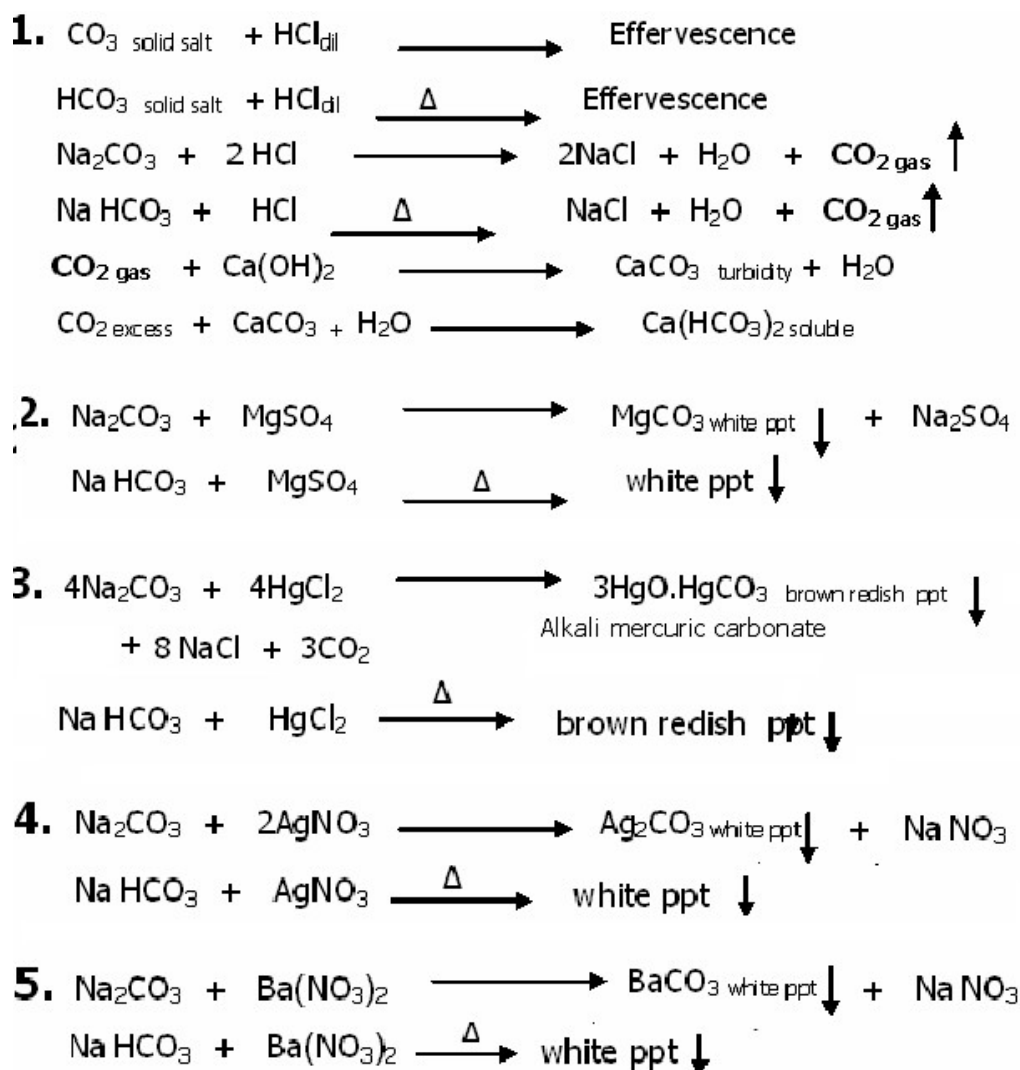 1. CO₃ solid salt + HCl dil ⟶ Effervescence
HCO₃ solid salt + HCl dil Δ⟶ Effervescence
Na₂CO₃ + 2 HCl ⟶ 2NaCl + H₂O + CO₂ gas ↑
Na HCO₃ + HCl Δ⟶ NaCl + H₂O + CO₂ gas ↑
CO₂ gas + Ca(OH)₂ ⟶ CaCO₃ turbidity + H₂O
CO₂ excess + CaCO₃ + H₂O ⟶ Ca(HCO₃)₂ soluble
2. Na₂CO₃ + MgSO₄ ⟶ MgCO₃ white ppt ↓ + Na₂SO₄
Na HCO₃ + MgSO₄ Δ⟶ white ppt ↓
3. 4Na₂CO₃ + 4HgCl₂ ⟶ 3HgO.HgCO₃ brown redish ppt ↓
Alkali mercuric carbonate
+ 8 NaCl + 3CO₂
Na HCO₃ + HgCl₂ Δ⟶ brown redish ppt ↓
4. Na₂CO₃ + 2AgNO₃ ⟶ Ag₂CO₃ white ppt ↓ + Na NO₃
Na HCO₃ + AgNO₃ Δ⟶ white ppt ↓
5. Na₂CO₃ + Ba(NO₃)₂ ⟶ BaCO₃ white ppt ↓ + Na NO₃
Na HCO₃ + Ba(NO₃)₂ Δ⟶ white ppt ↓